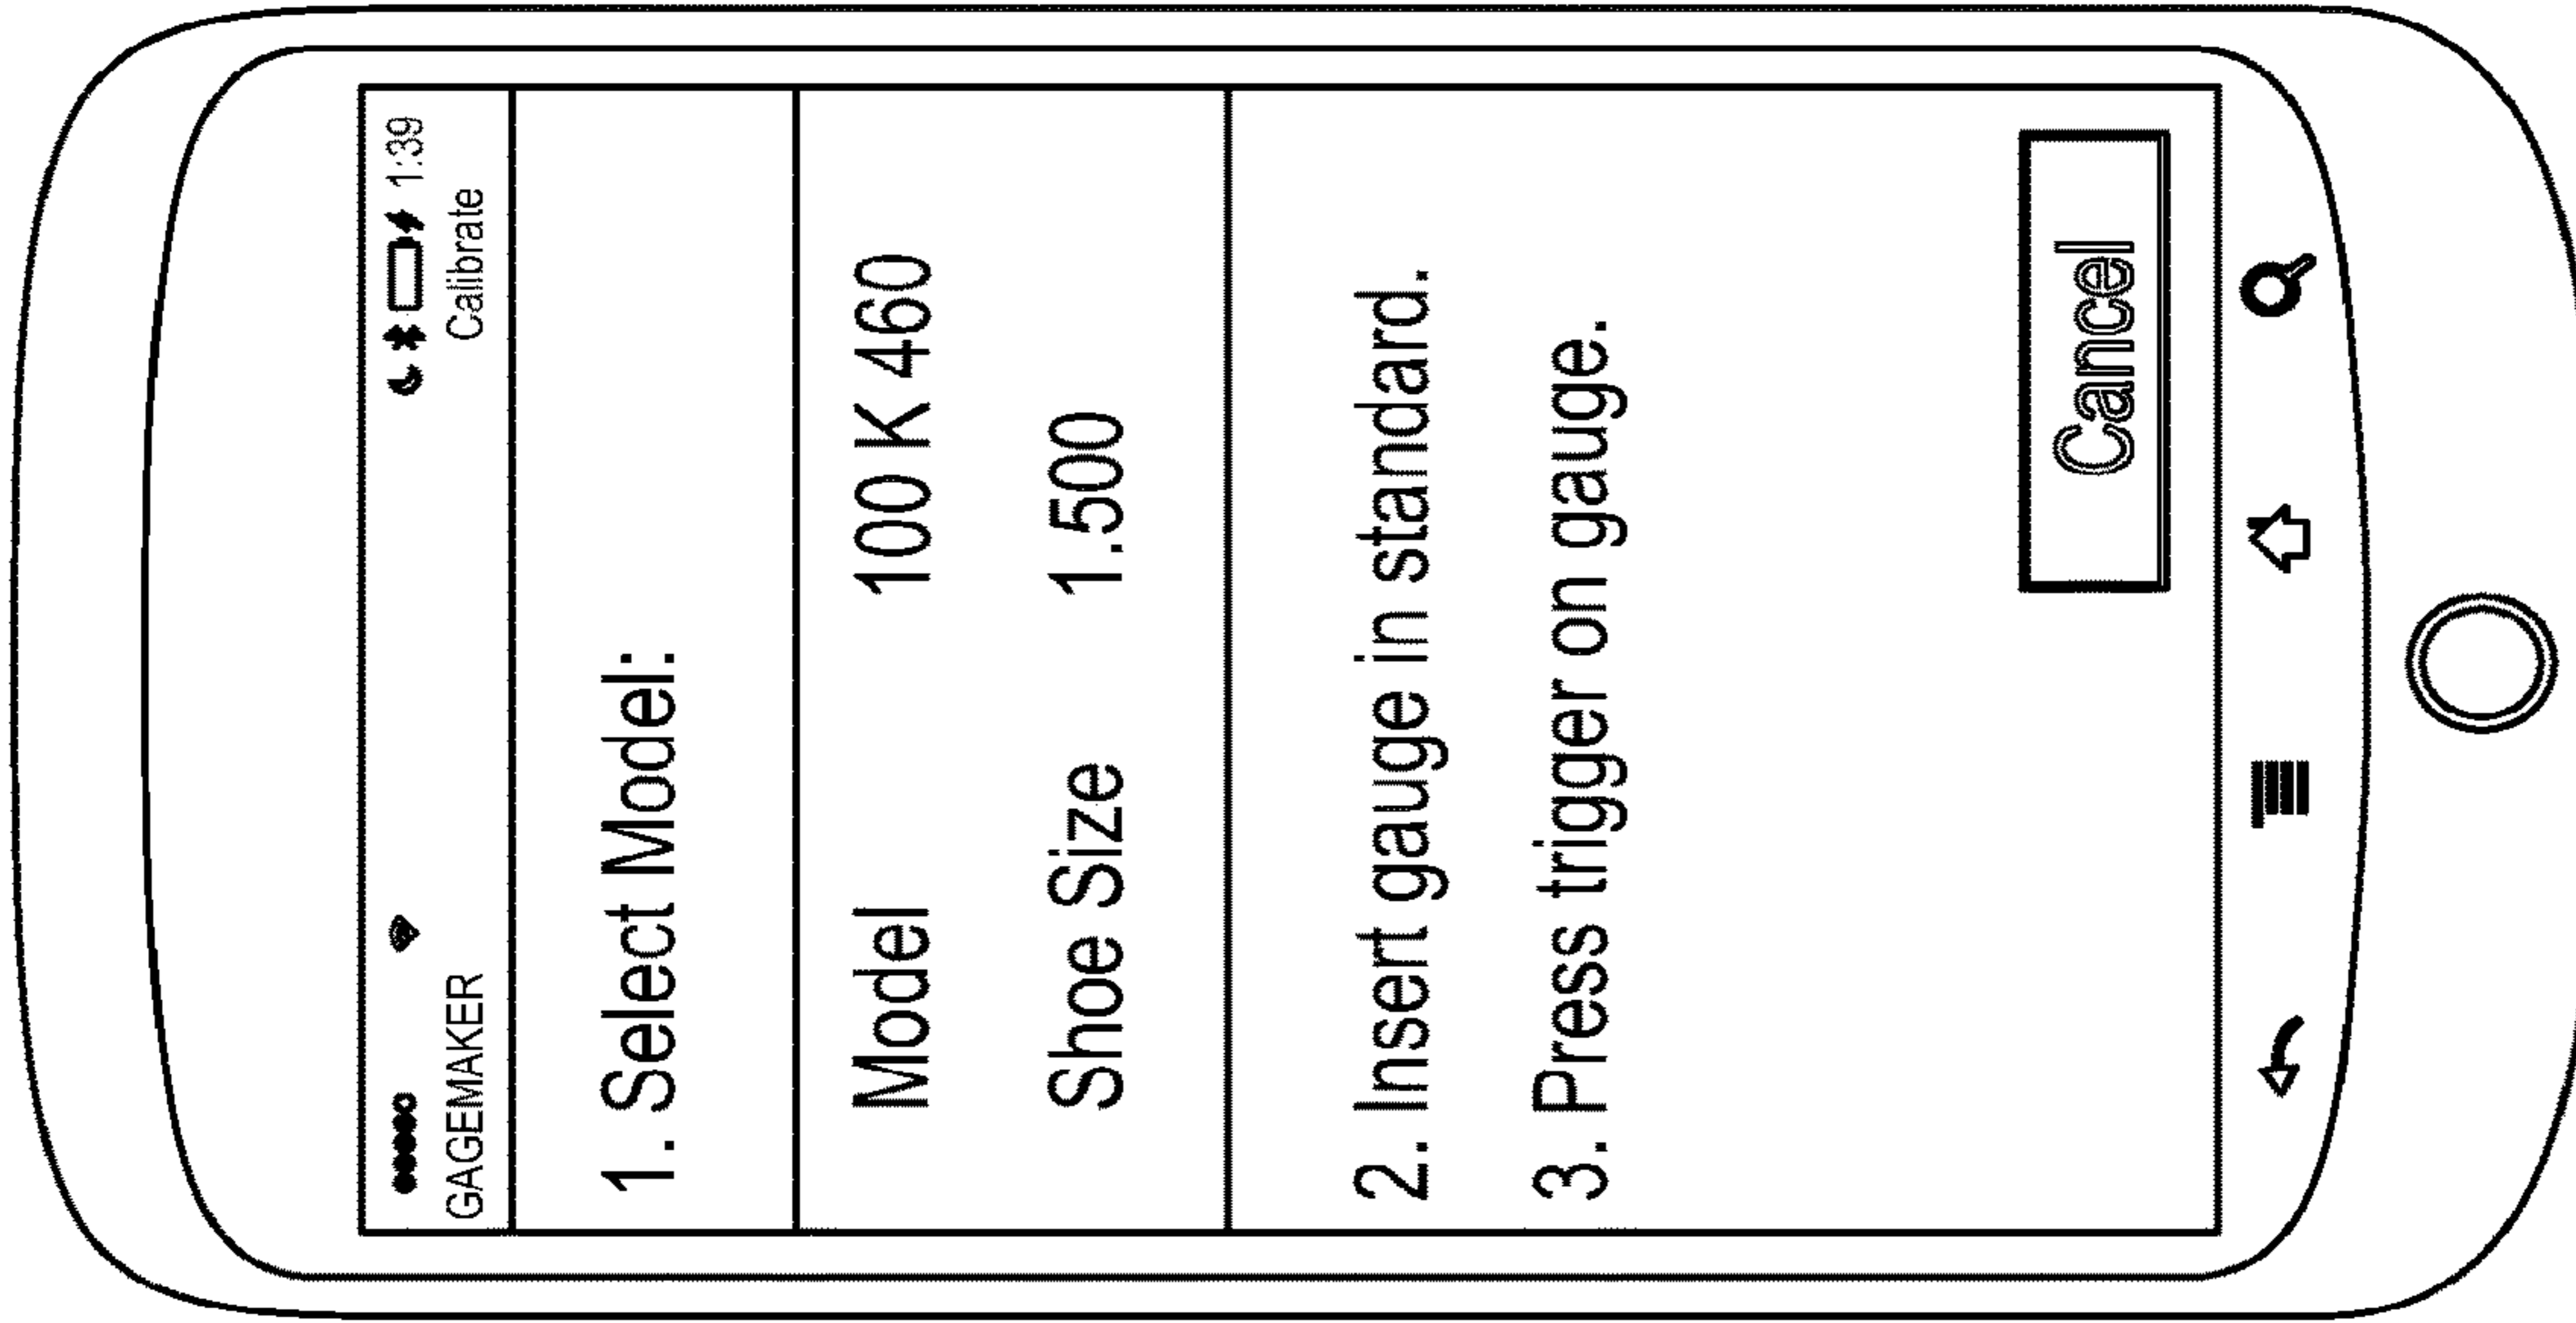 1:39
GAGEMAKER Calibrate
1. Select Model:
Model 100 K 460
Shoe Size 1.500
2. Insert gauge in standard.
3. Press trigger on gauge.
Cancel